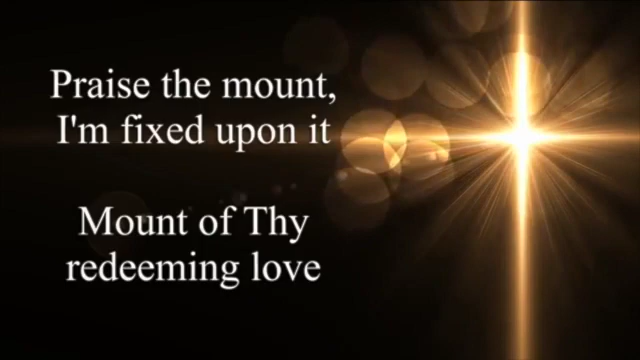 Praise the mount,
I'm fixed upon it
Mount of Thy
redeeming love